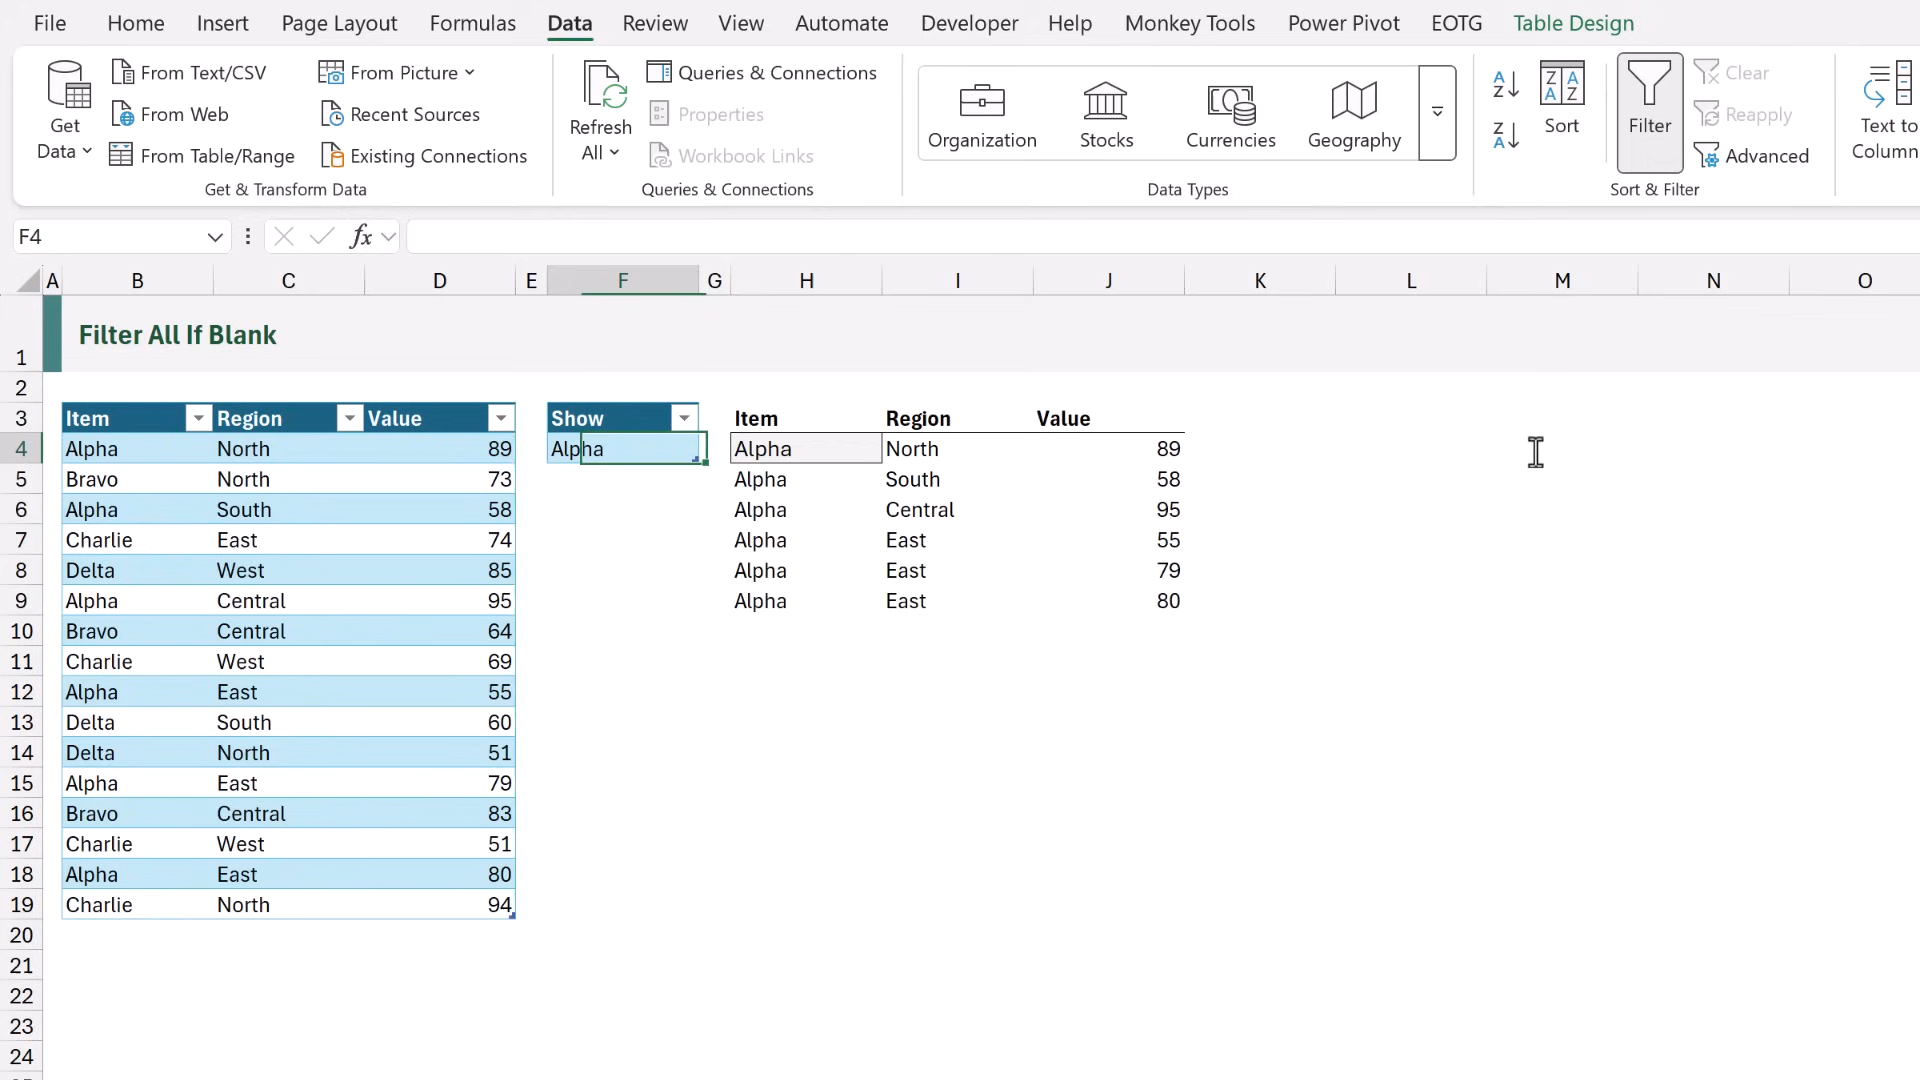 File Home Insert Page Layout Formulas Data Review View Automate Developer Help Monkey Tools Power Pivot EOTG Table Design
Get Data
From Text/CSV
From Web
From Table/Range
From Picture
Recent Sources
Existing Connections
Get & Transform Data
Refresh All
Queries & Connections
Properties
Workbook Links
Queries & Connections
Organization Stocks Currencies Geography
Data Types
A Z
Z A
Z A A Z
Sort
Filter
Clear
Reapply
Advanced
Sort & Filter
Text to
Column
F4 fx
A B C D E F G H I J K L M N O
1 Filter All If Blank
2
3 Item Region Value Show Item Region Value
4 Alpha North 89 Alpha Alpha North 89
5 Bravo North 73 Alpha South 58
6 Alpha South 58 Alpha Central 95
7 Charlie East 74 Alpha East 55
8 Delta West 85 Alpha East 79
9 Alpha Central 95 Alpha East 80
10 Bravo Central 64
11 Charlie West 69
12 Alpha East 55
13 Delta South 60
14 Delta North 51
15 Alpha East 79
16 Bravo Central 83
17 Charlie West 51
18 Alpha East 80
19 Charlie North 94
20
21
22
23
24